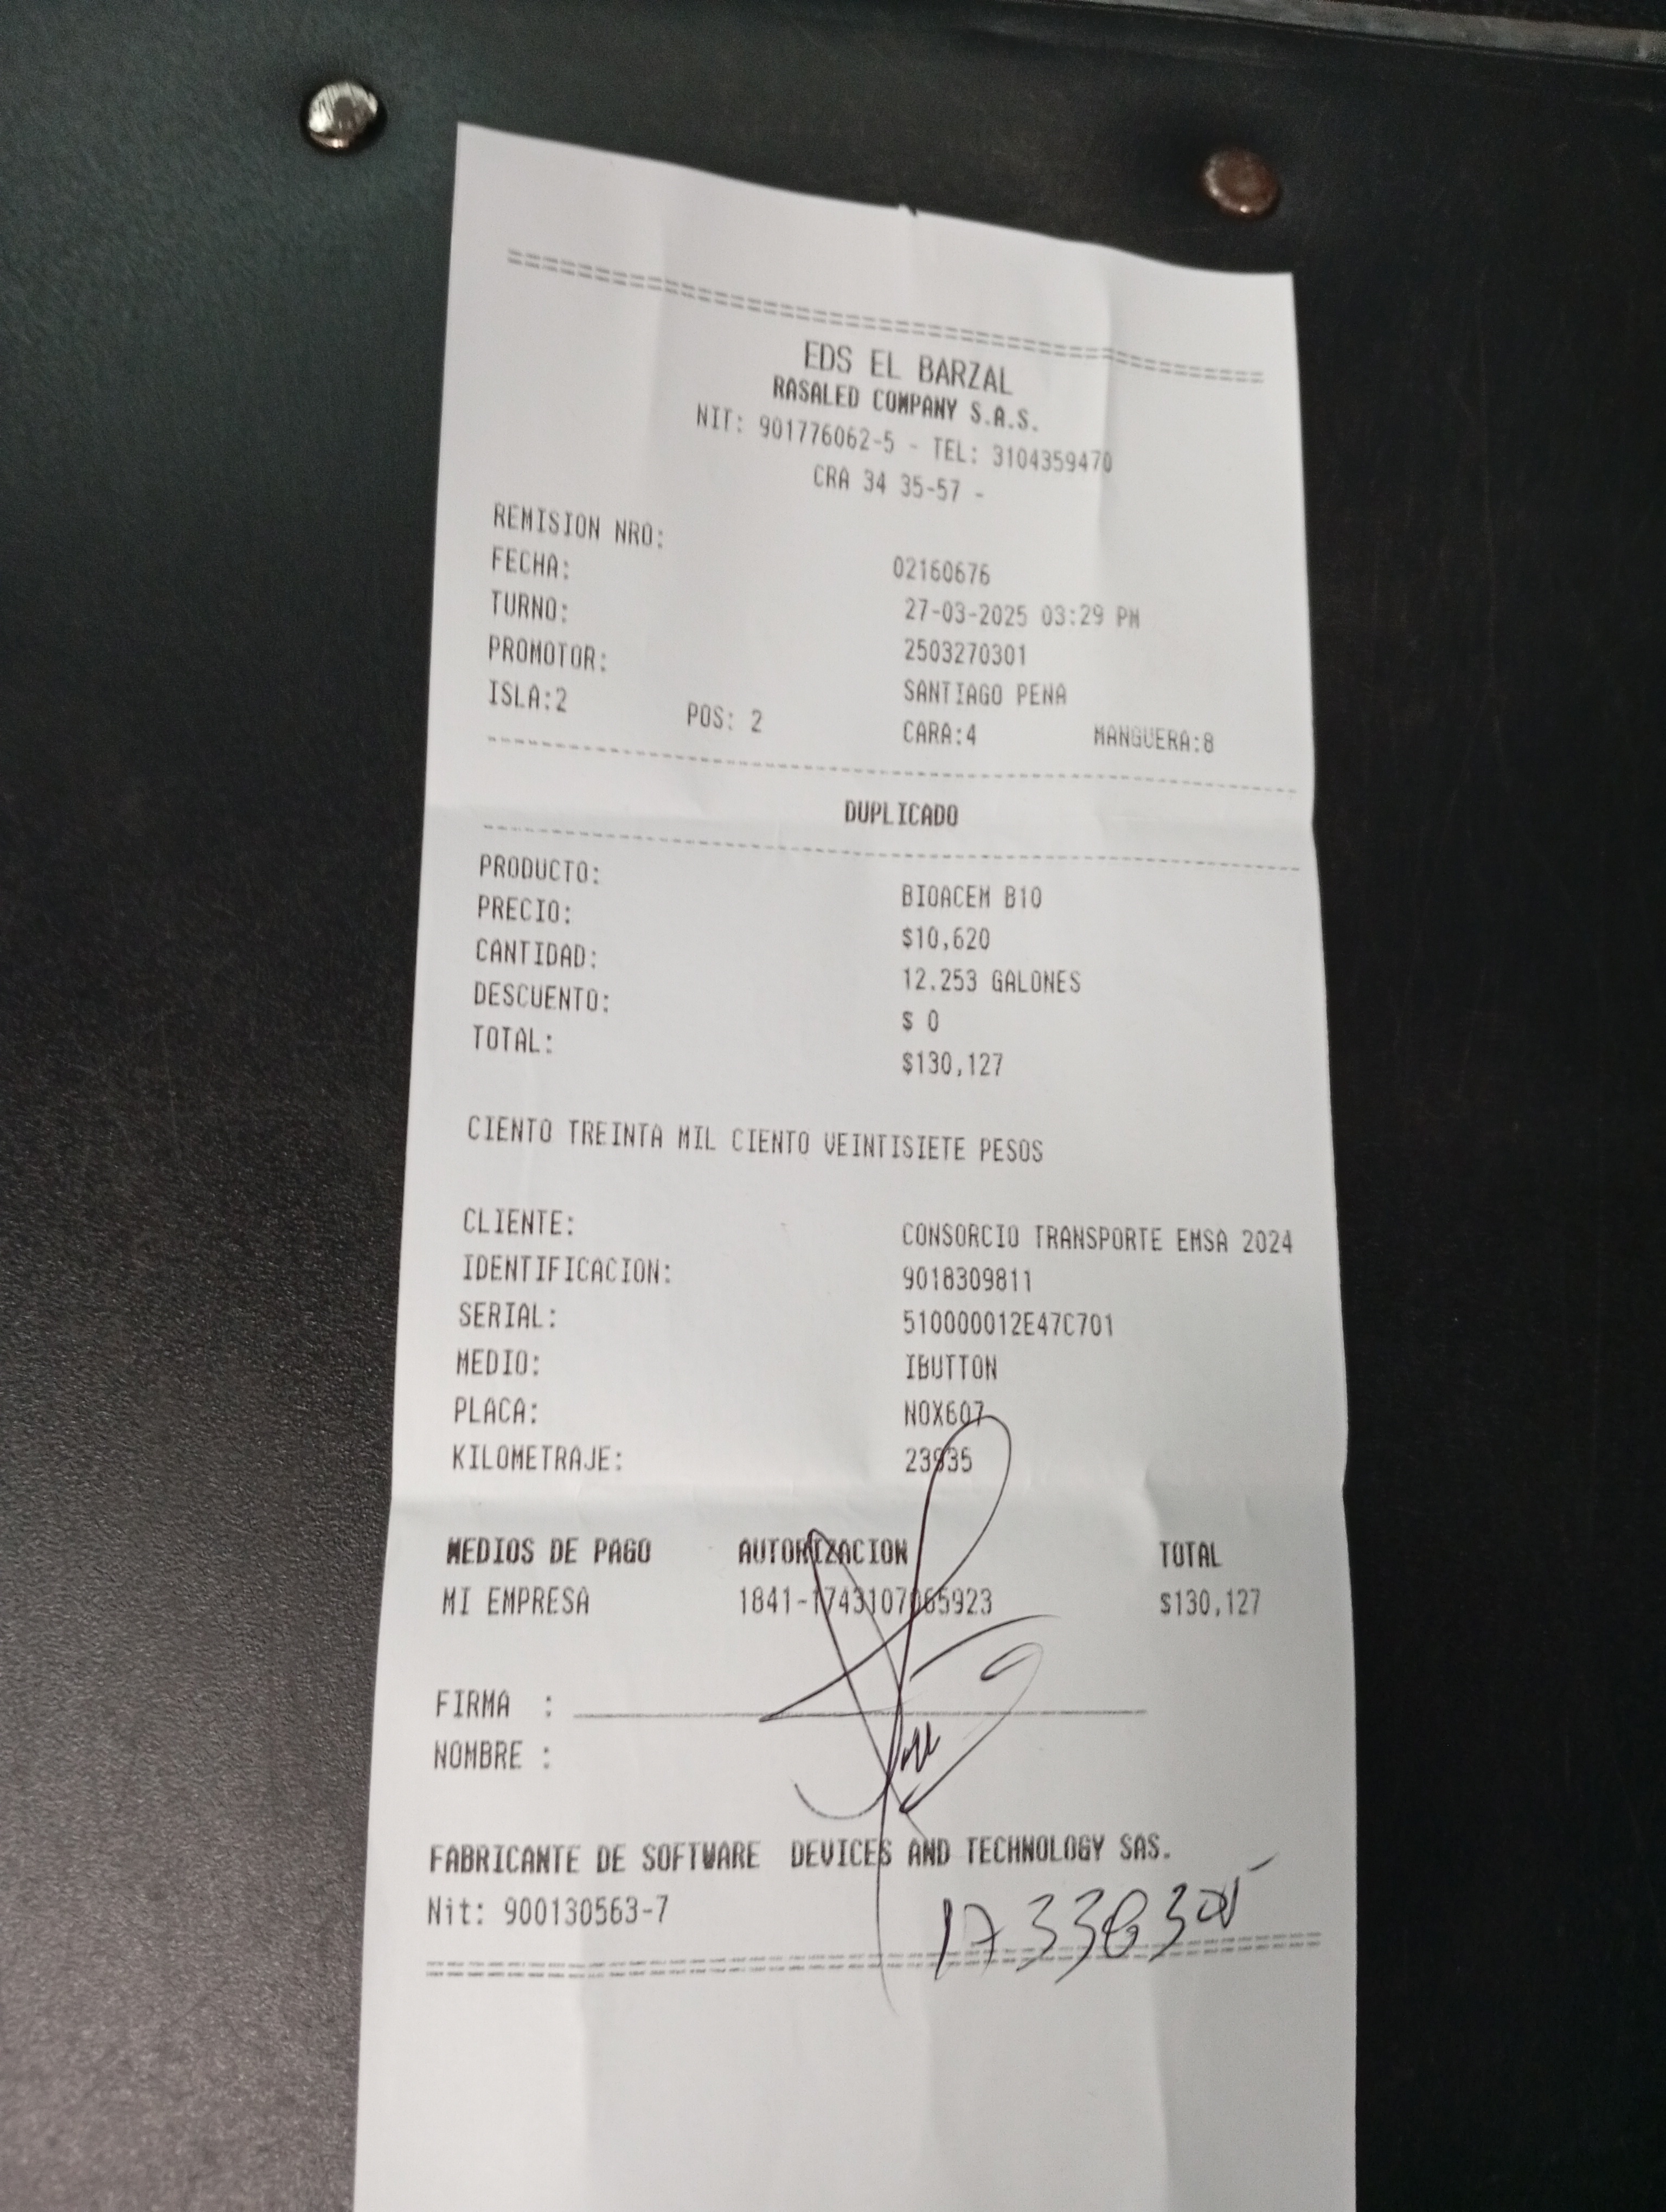 EDS EL BARZAL
RASALED COMPANY S.A.S.
NIT: 901776062-5 - TEL: 3104359470
CRA 34 35-57 -
REMISION NRO: 02160676
FECHA: 27-03-2025 03:29 PM
TURNO: 2503270301
PROMOTOR: SANTIAGO PENA
ISLA:2 POS: 2 CARA:4 MANGUERA:8
DUPLICADO
PRODUCTO: BIOACEM B10
PRECIO: $10,620
CANTIDAD: 12.253 GALONES
DESCUENTO: $ 0
TOTAL: $130,127
CIENTO TREINTA MIL CIENTO VEINTISIETE PESOS
CLIENTE: CONSORCIO TRANSPORTE EMSA 2024
IDENTIFICACION: 9018309811
SERIAL: 510000012E47C701
MEDIO: IBUTTON
PLACA: NOX607
KILOMETRAJE: 23935
MEDIOS DE PAGO AUTORIZACION TOTAL
MI EMPRESA 1841-1743107065923 $130,127
FIRMA :
NOMBRE :
FABRICANTE DE SOFTWARE DEVICES AND TECHNOLOGY SAS.
Nit: 900130563-7